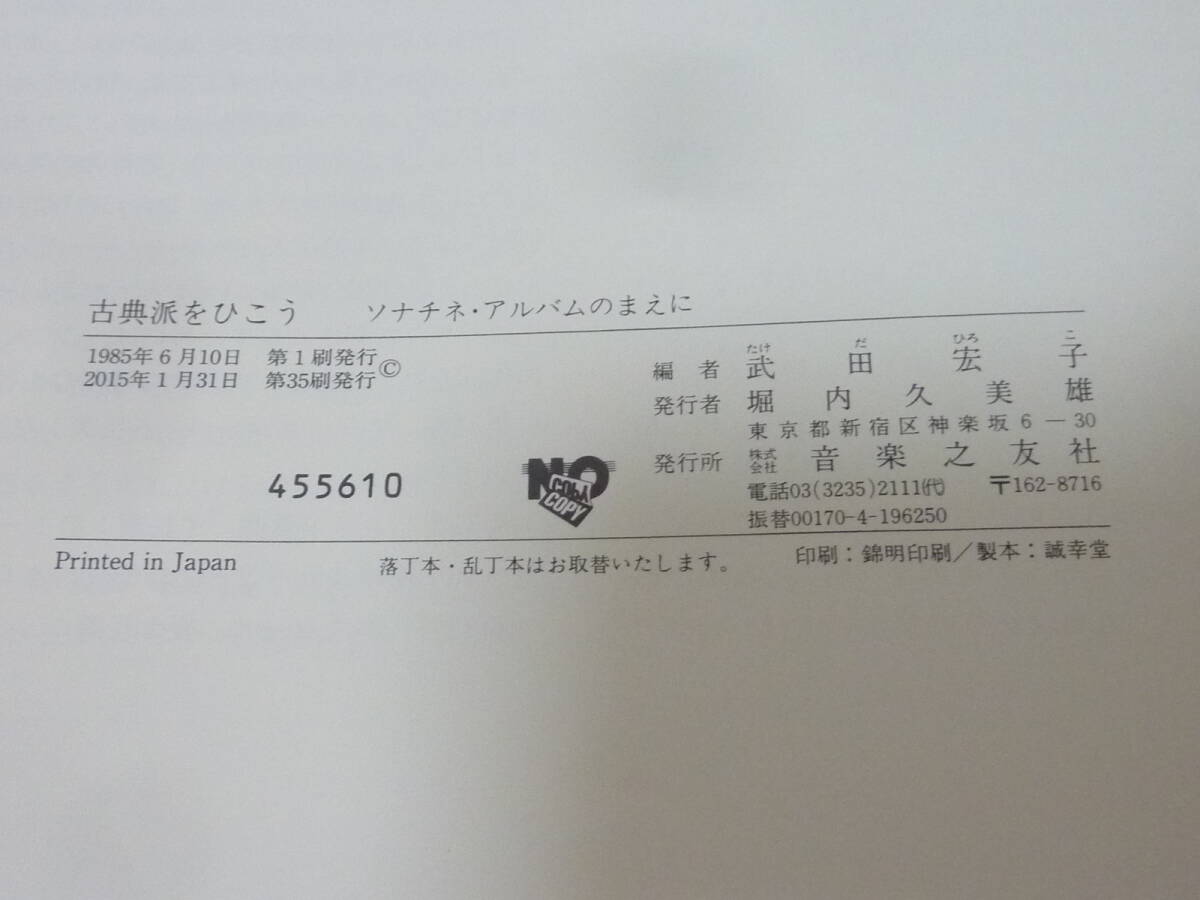 古典派をひこう　ソナチネ・アルバムのまえに
1985年6月10日　第1刷発行
2015年1月31日　第35刷発行
©
455610
NO COPY COPY
たけ だ ひろ こ
編者 武田宏子
発行者 堀内久美雄
東京都新宿区神楽坂6－30
発行所 株式会社 音楽之友社
電話03(3235)2111(代)　〒162-8716
振替00170-4-196250
Printed in Japan　落丁本・乱丁本はお取替いたします。　印刷：錦明印刷／製本：誠幸堂